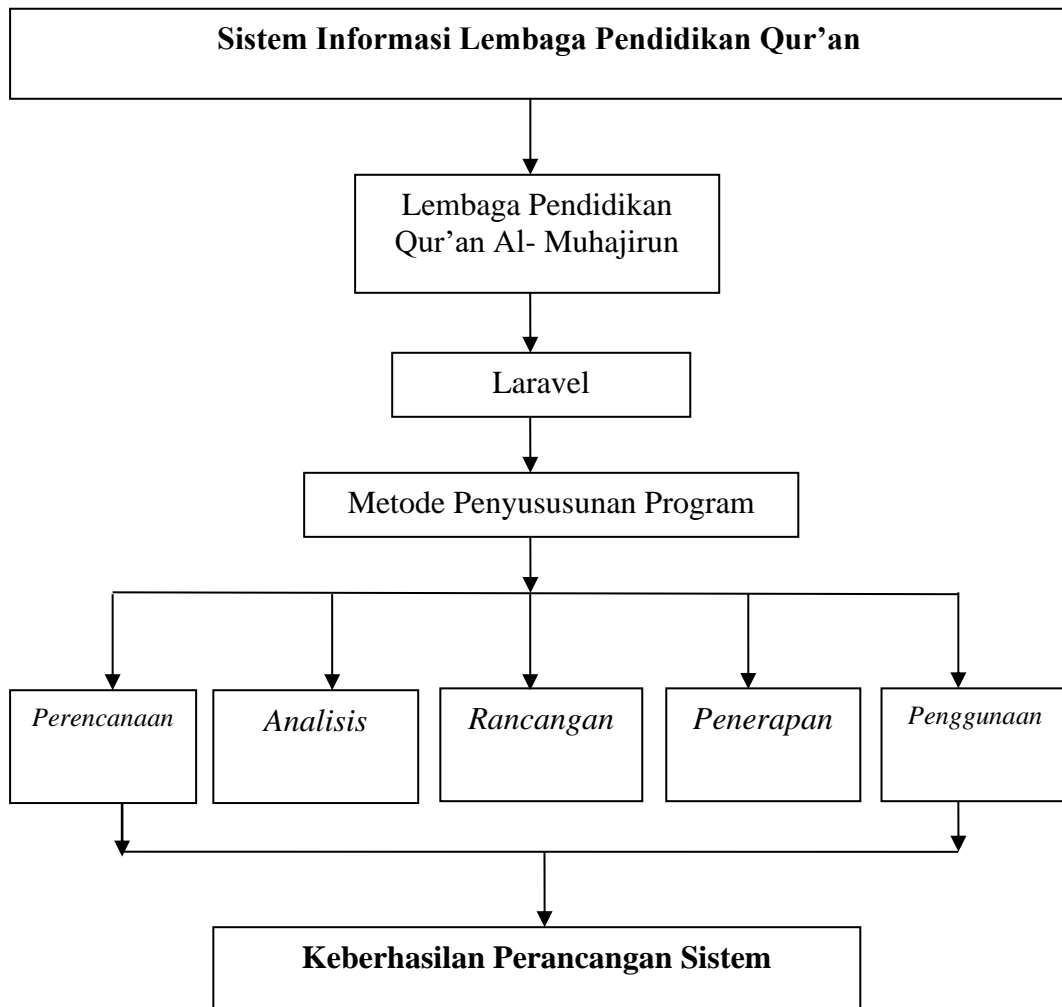 Sistem Informasi Lembaga Pendidikan Qur’an
Lembaga Pendidikan
Qur’an Al- Muhajirun
Laravel
Metode Penyususunan Program
Perencanaan
Analisis
Rancangan
Penerapan
Penggunaan
Keberhasilan Perancangan Sistem